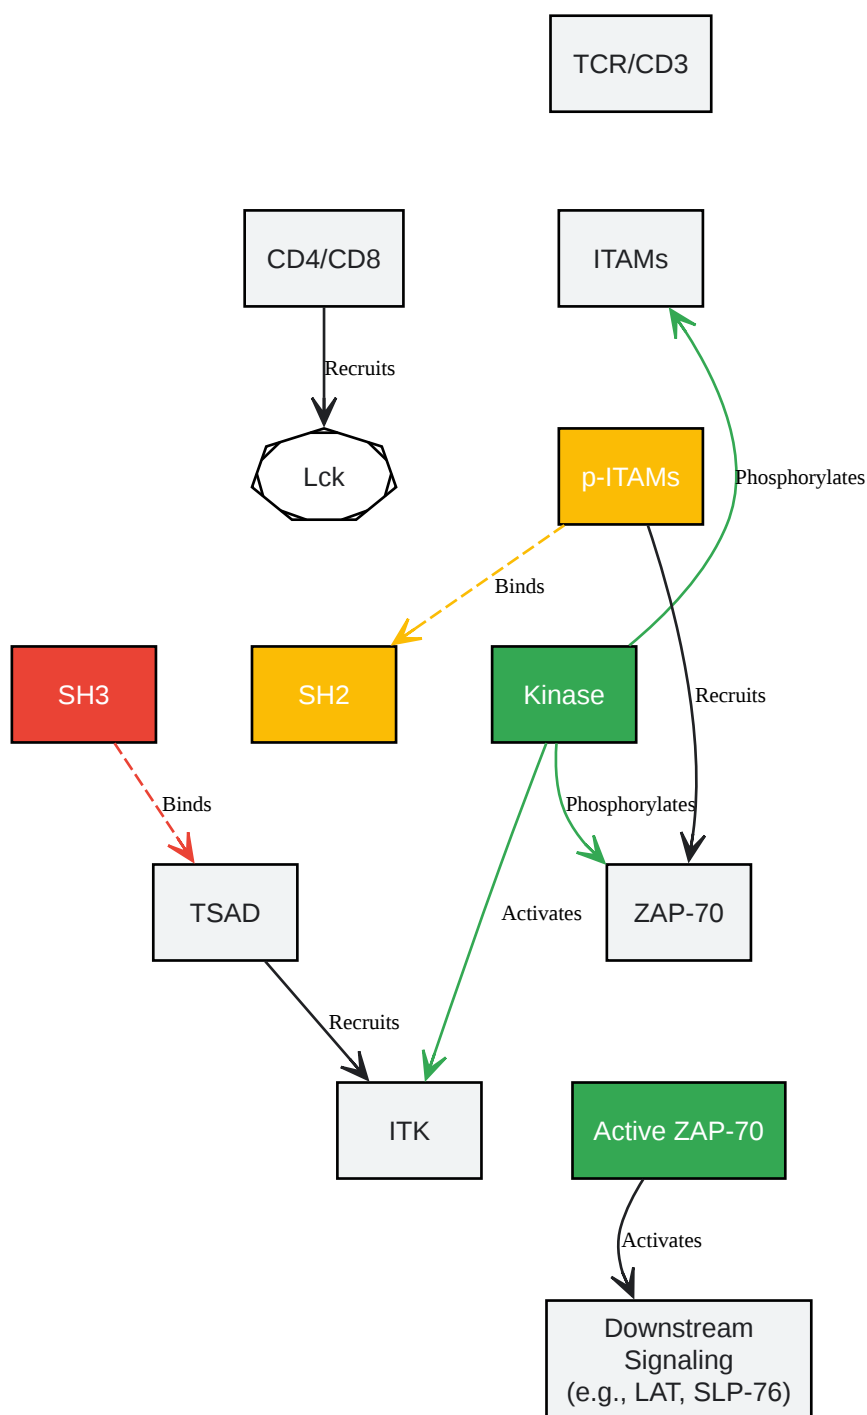 TCR/CD3
CD4/CD8
ITAMs
Recruits
Lck
p-ITAMs
Phosphorylates
Binds
SH3
SH2
Kinase
Recruits
Binds
Phosphorylates
TSAD
Activates
ZAP-70
Recruits
ITK
Active ZAP-70
Activates
Downstream
Signaling
(e.g., LAT, SLP-76)